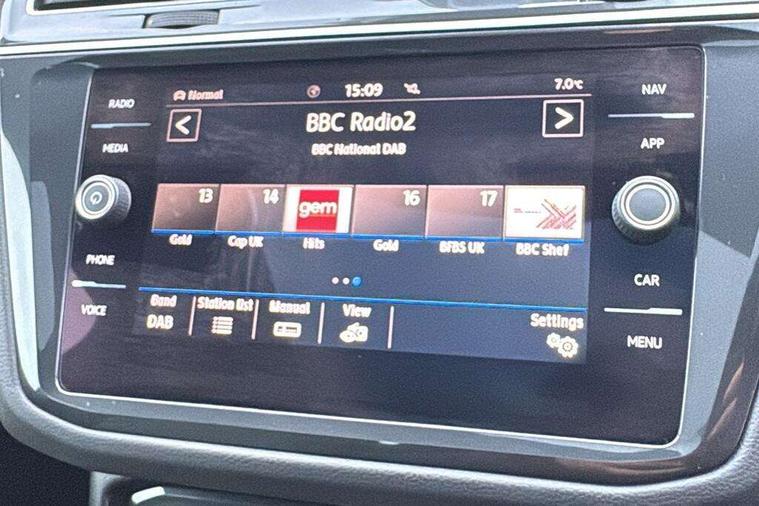 RADIO
MEDIA
PHONE
VOICE
Normal 15:09 7.0°C
< BBC Radio2 >
BBC National DAB
13 14 gem 16 17
Gold Cap UK Hits Gold BFBS UK BBC Shef
Band Station list Manual View Settings
DAB
NAV
APP
CAR
MENU